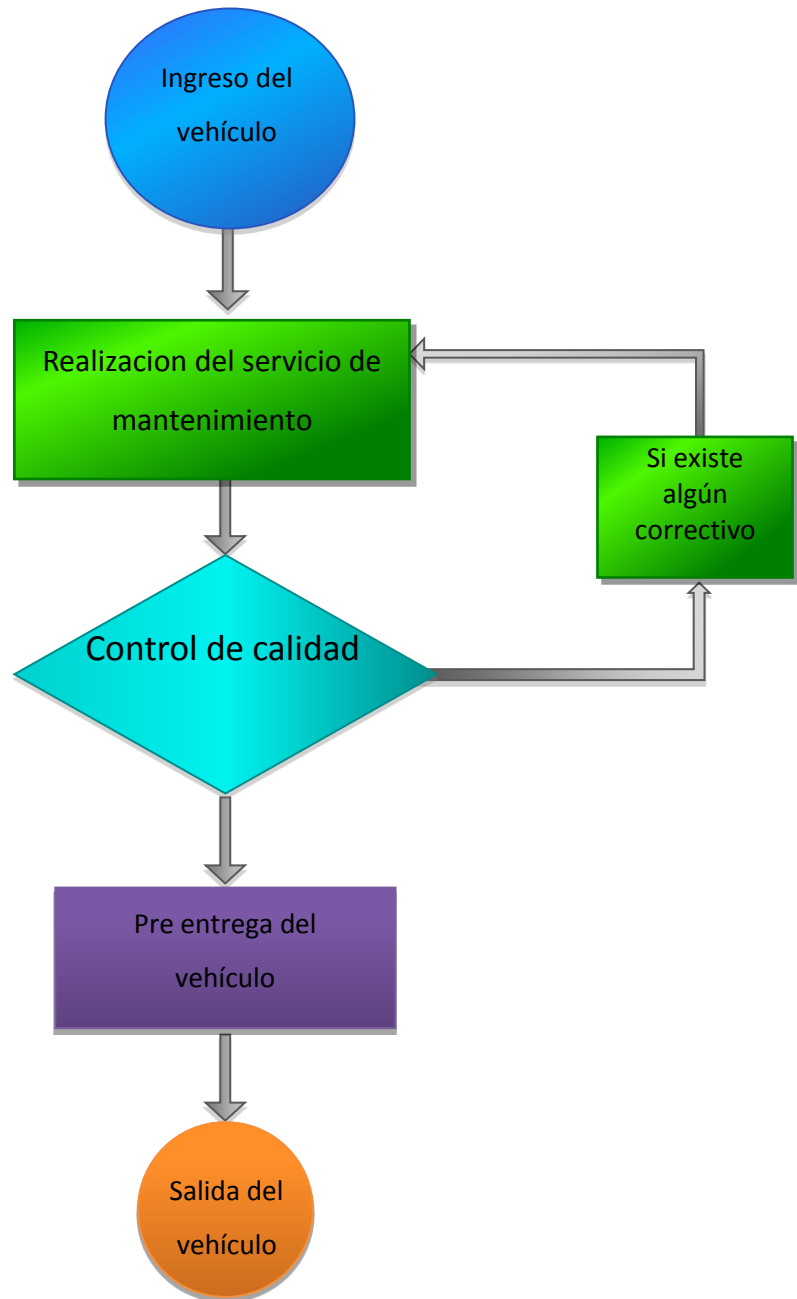 Ingreso del
vehículo
Realizacion del servicio de
mantenimiento
Si existe
algún
correctivo
Control de calidad
Pre entrega del
vehículo
Salida del
vehículo